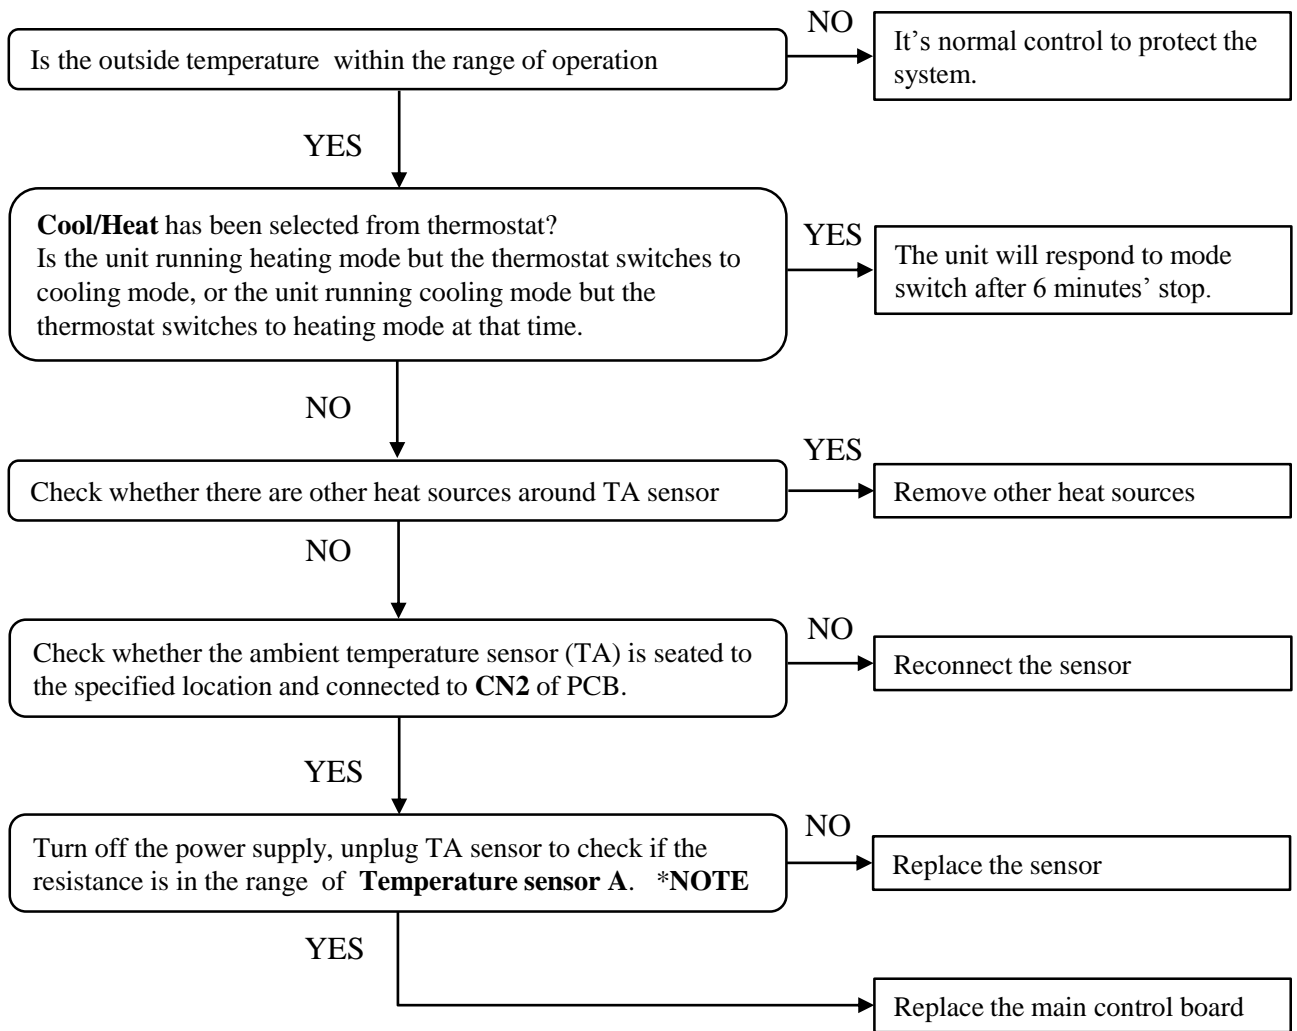 NO
Is the outside temperature within the range of operation
It’s normal control to protect the
system.
YES
Cool/Heat has been selected from thermostat?
Is the unit running heating mode but the thermostat switches to
cooling mode, or the unit running cooling mode but the
thermostat switches to heating mode at that time.
YES
The unit will respond to mode
switch after 6 minutes’ stop.
NO
YES
Check whether there are other heat sources around TA sensor
Remove other heat sources
NO
Check whether the ambient temperature sensor (TA) is seated to
the specified location and connected to CN2 of PCB.
NO
Reconnect the sensor
YES
Turn off the power supply, unplug TA sensor to check if the
resistance is in the range of Temperature sensor A. *NOTE
NO
Replace the sensor
YES
Replace the main control board